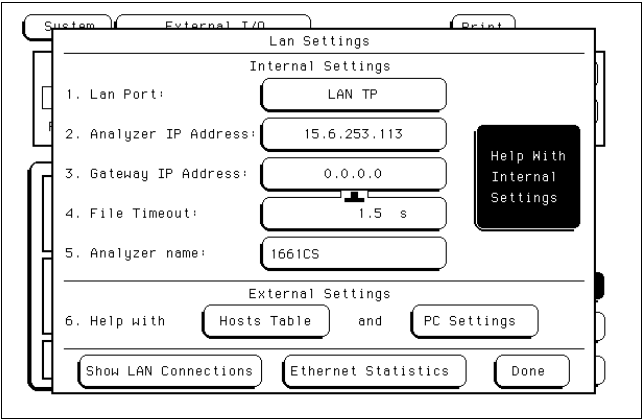 System External I/O Print
Lan Settings
Internal Settings
1. Lan Port: LAN TP
2. Analyzer IP Address: 15.6.253.113
3. Gateway IP Address: 0.0.0.0
4. File Timeout: 1.5 s
5. Analyzer name: 1661CS
Help With
Internal
Settings
External Settings
6. Help with Hosts Table and PC Settings
Show LAN Connections Ethernet Statistics Done